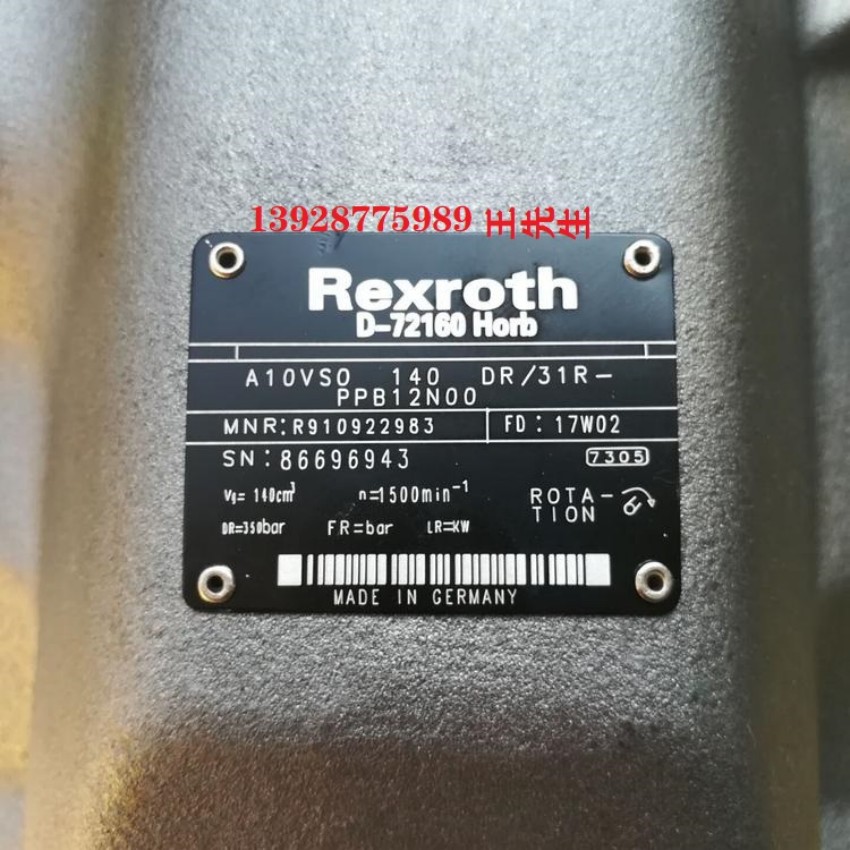 13928775989 王先生
Rexroth
D-72160 Horb
A10VSO 140 DR/31R-
PPB12N00
MNR:R910922983 FD:17W02
SN:86696943 7305
Vg= 140cm³ n=1500min⁻¹ ROTA-
TION
DR=350bar FR=bar LR=KW
MADE IN GERMANY